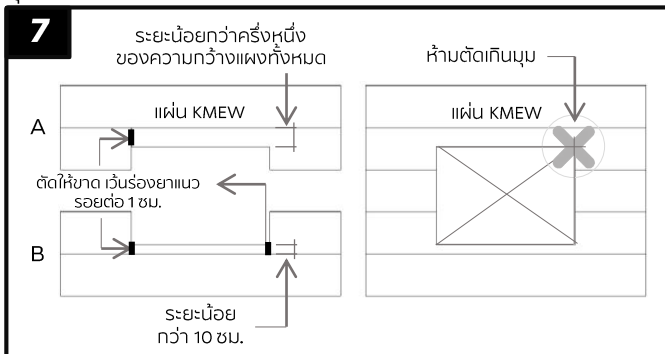 7
ระยะน้อยกว่าครึ่งหนึ่ง
ของความกว้างแผงทั้งหมด
ห้ามตัดเกินมุม
แผ่น KMEW
แผ่น KMEW
A
ตัดให้ขาด เว้นร่องยาแนว
รอยต่อ 1 ซม.
B
ระยะน้อย
กว่า 10 ซม.